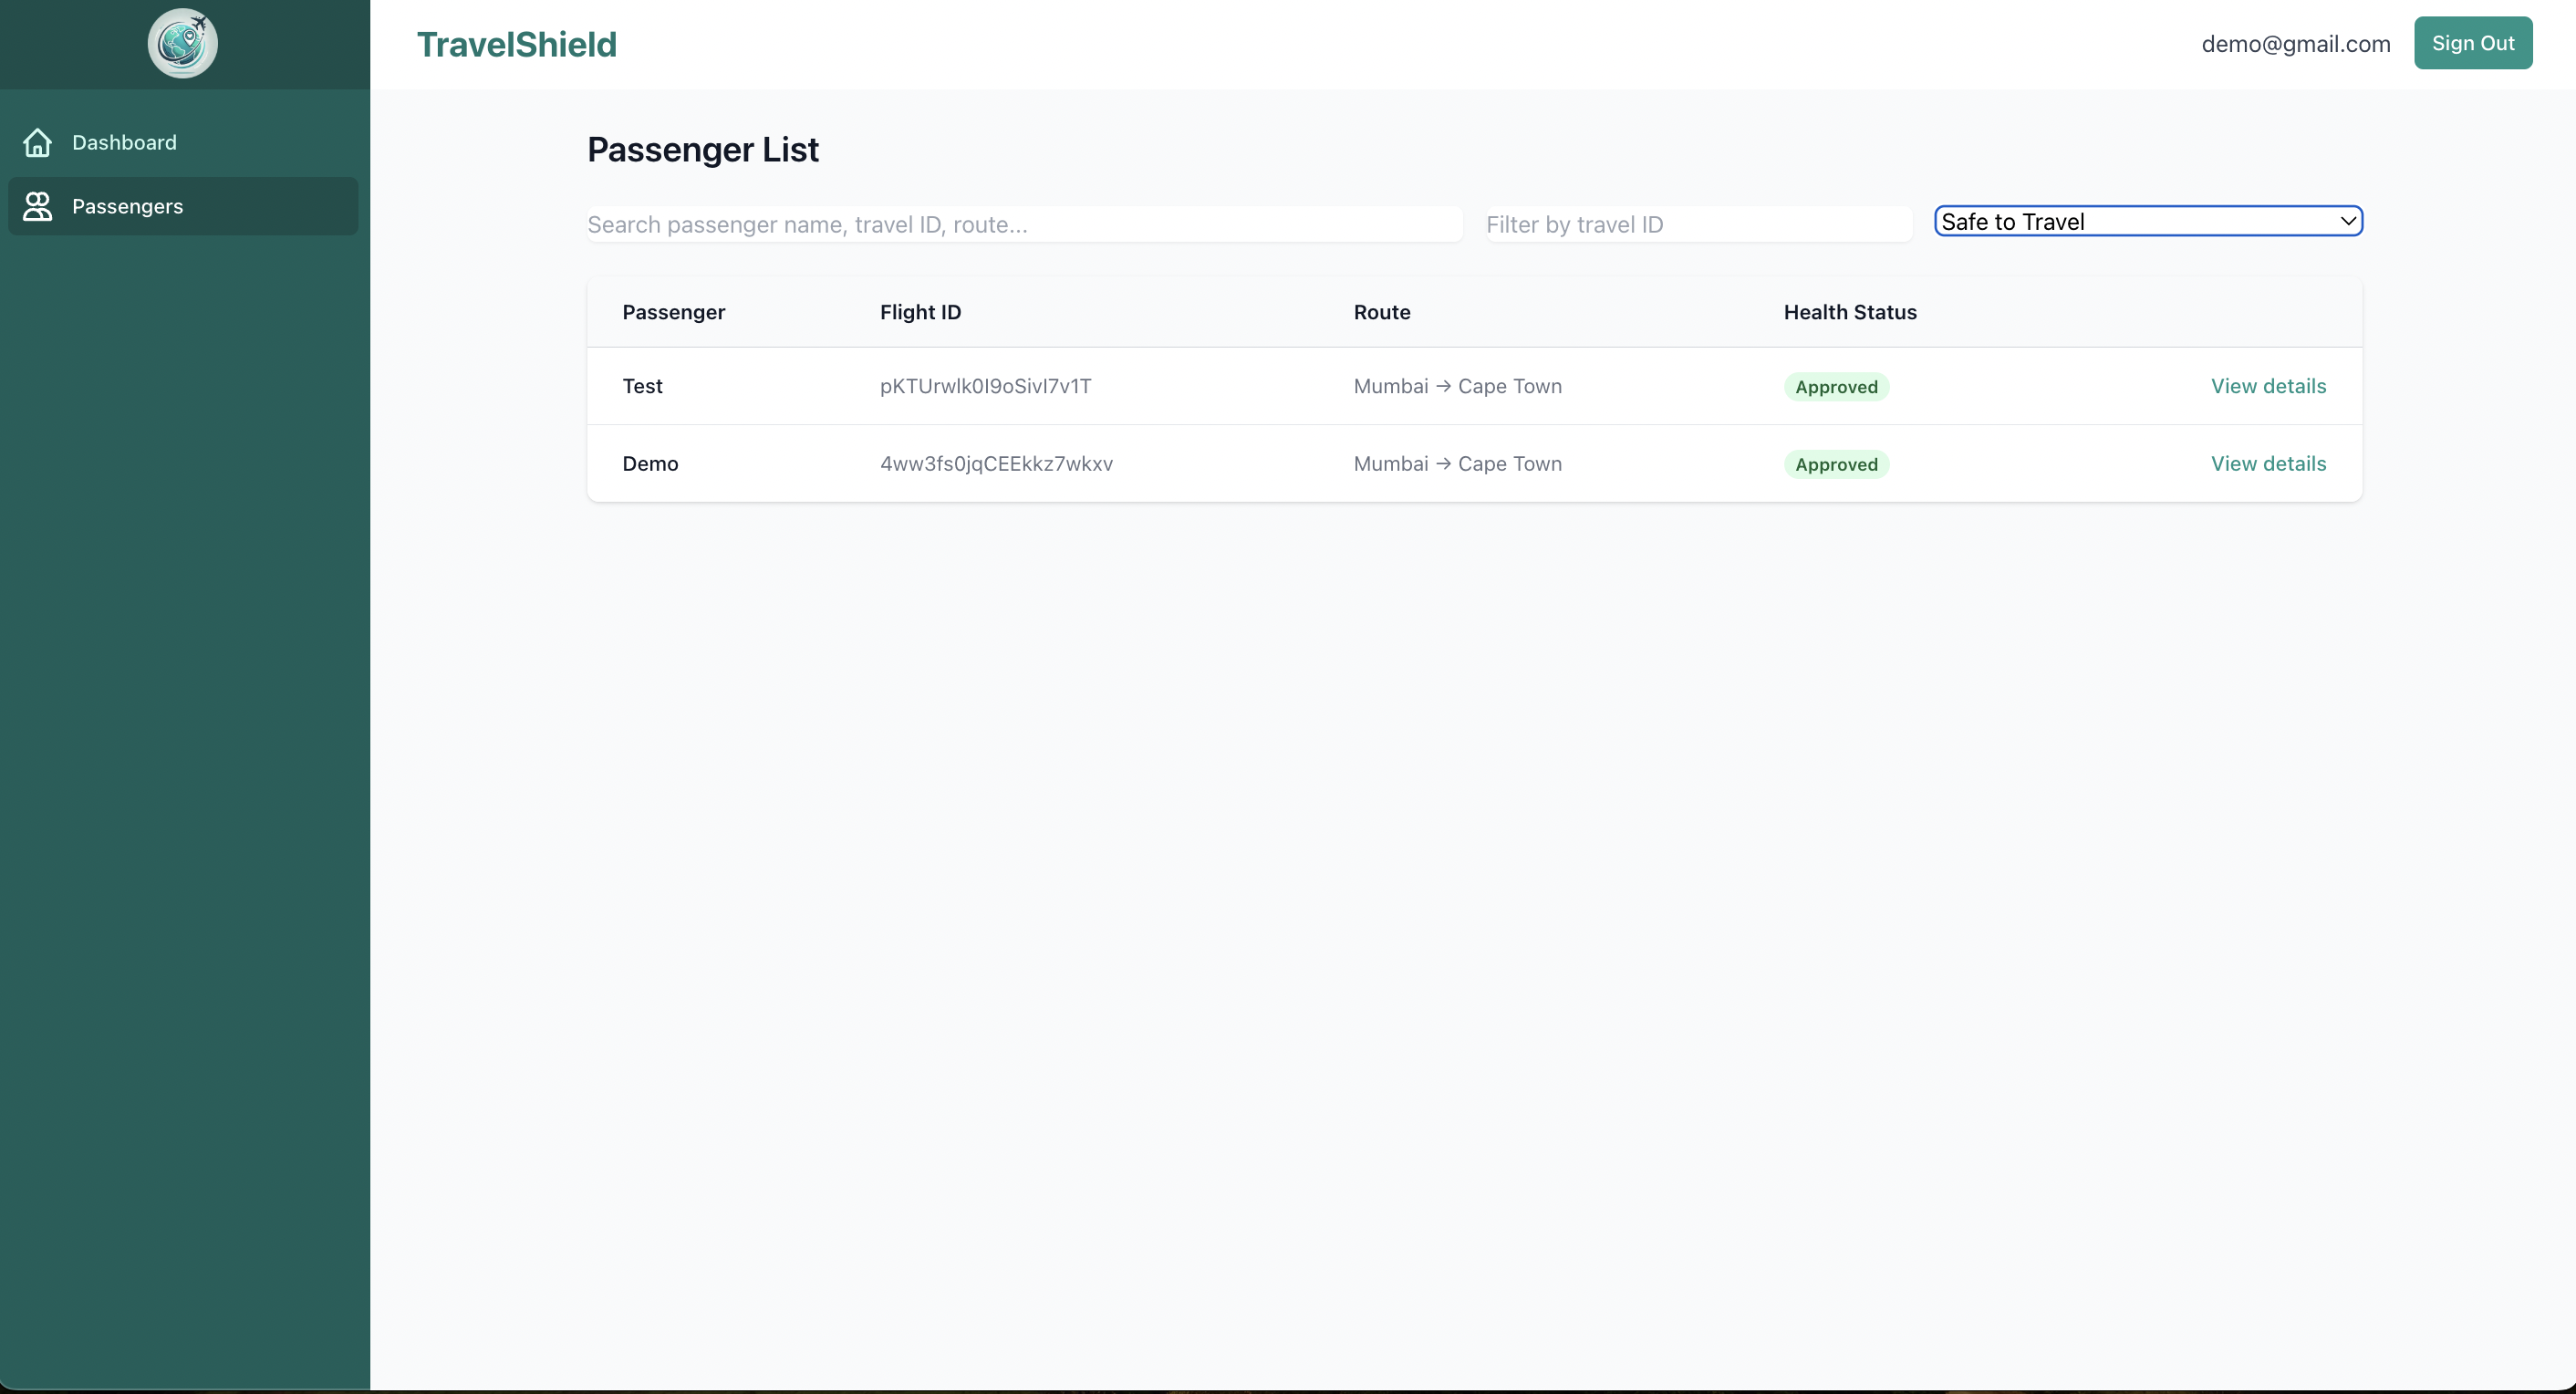 TravelShield
demo@gmail.com
Sign Out
Dashboard
Passengers
Passenger List
Search passenger name, travel ID, route...
Filter by travel ID
Safe to Travel
Passenger Flight ID Route Health Status
Test pKTUrwlk0I9oSivI7v1T Mumbai → Cape Town Approved View details
Demo 4ww3fs0jqCEEkkz7wkxv Mumbai → Cape Town Approved View details